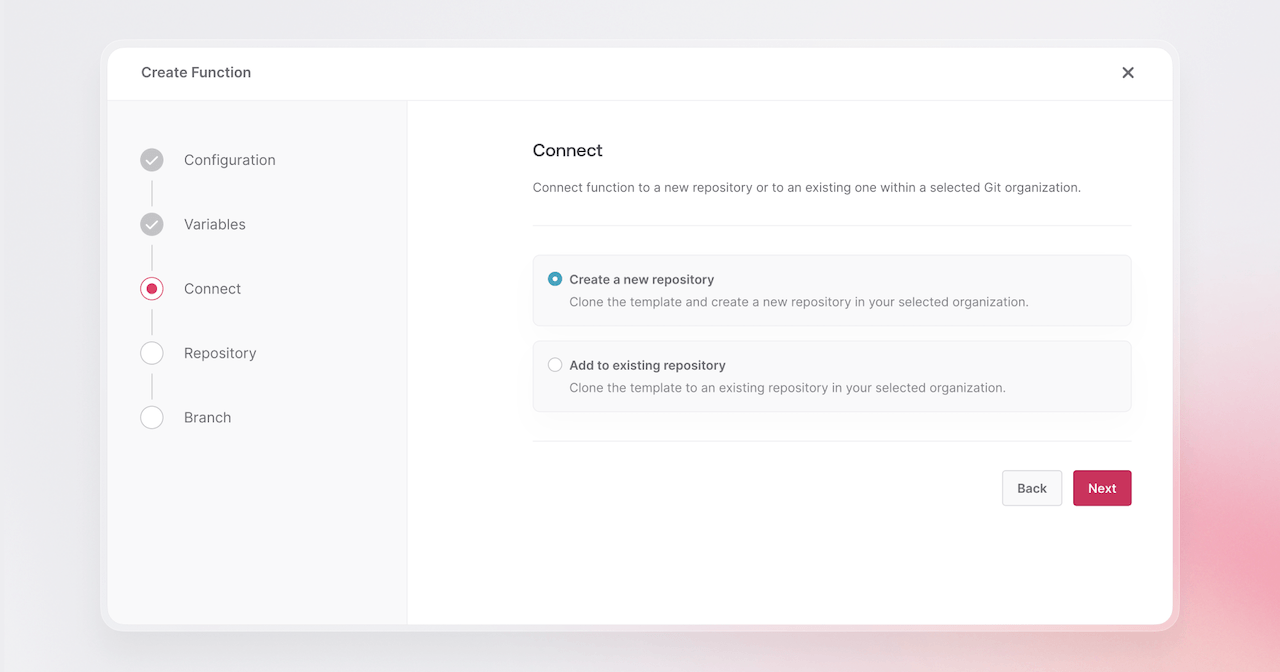 Create Function
Configuration
Variables
Connect
Repository
Branch
Connect
Connect function to a new repository or to an existing one within a selected Git organization.
Create a new repository
Clone the template and create a new repository in your selected organization.
Add to existing repository
Clone the template to an existing repository in your selected organization.
Back
Next